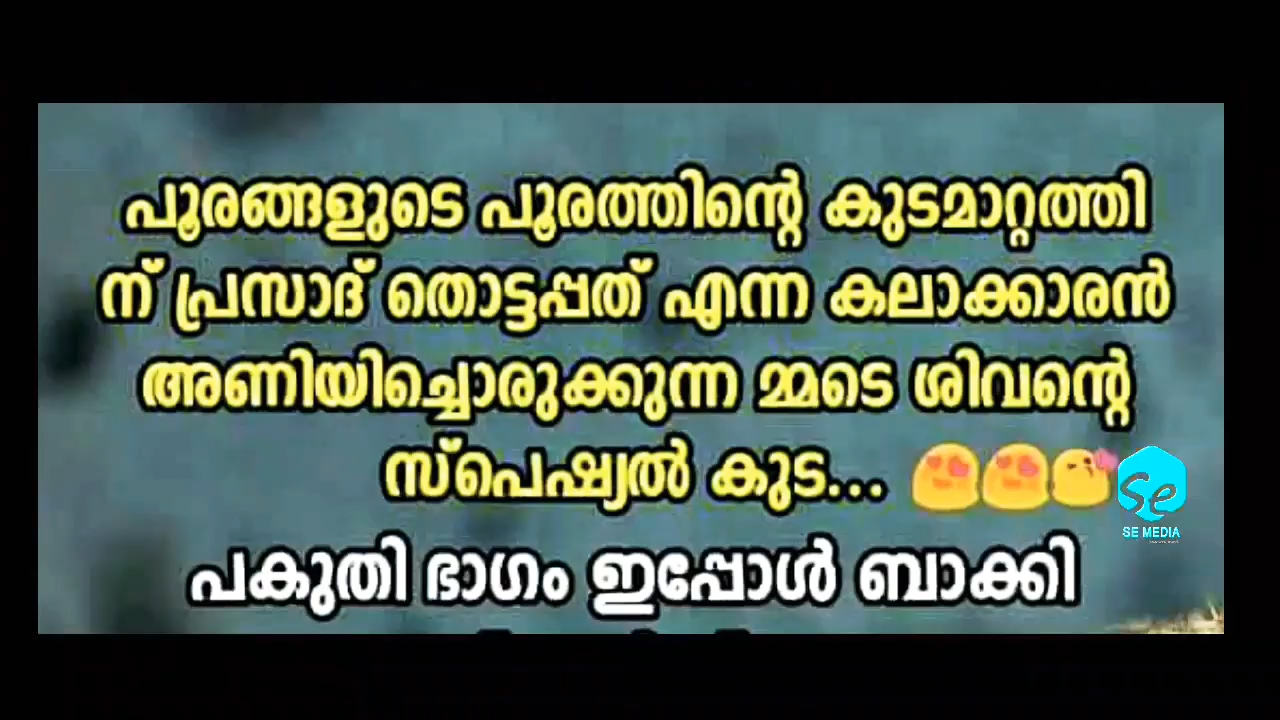 പൂരങ്ങളുടെ പൂരത്തിന്റെ കുടമാറ്റത്തി
ന് പ്രസാദ് തൊട്ടപ്പത് എന്ന കലാക്കാരൻ
അണിയിച്ചൊരുക്കുന്ന മ്മടെ ശിവന്റെ
സ്പെഷ്യൽ കുട... 😍😍😘
Se
SE MEDIA
പകുതി ഭാഗം ഇപ്പോൾ ബാക്കി